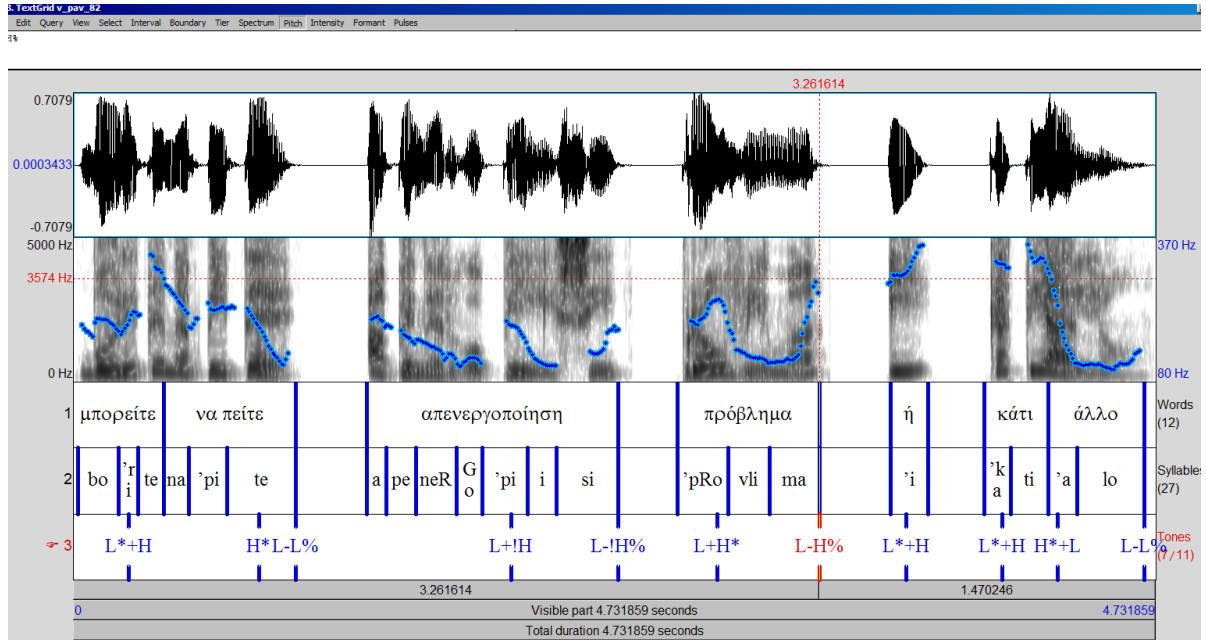 3. TextGrid v_pav_82
Edit Query View Select Interval Boundary Tier Spectrum Pitch Intensity Formant Pulses
H%
3.261614
0.7079
0.0003433
-0.7079
5000 Hz 370 Hz
3574 Hz
0 Hz 80 Hz
1 μπορείτε να πείτε απενεργοποίηση πρόβλημα ή κάτι άλλο Words (12)
2 bo 'ri te na 'pi te a pe neR Go 'pi i si 'pRo vli ma 'i 'ka ti 'a lo Syllables (27)
3 L*+H H* L-L% L+!H L-!H% L+H* L-H% L*+H L*+H H*+L L-L% Tones (7/11)
3.261614 1.470246
0 Visible part 4.731859 seconds 4.731859
Total duration 4.731859 seconds